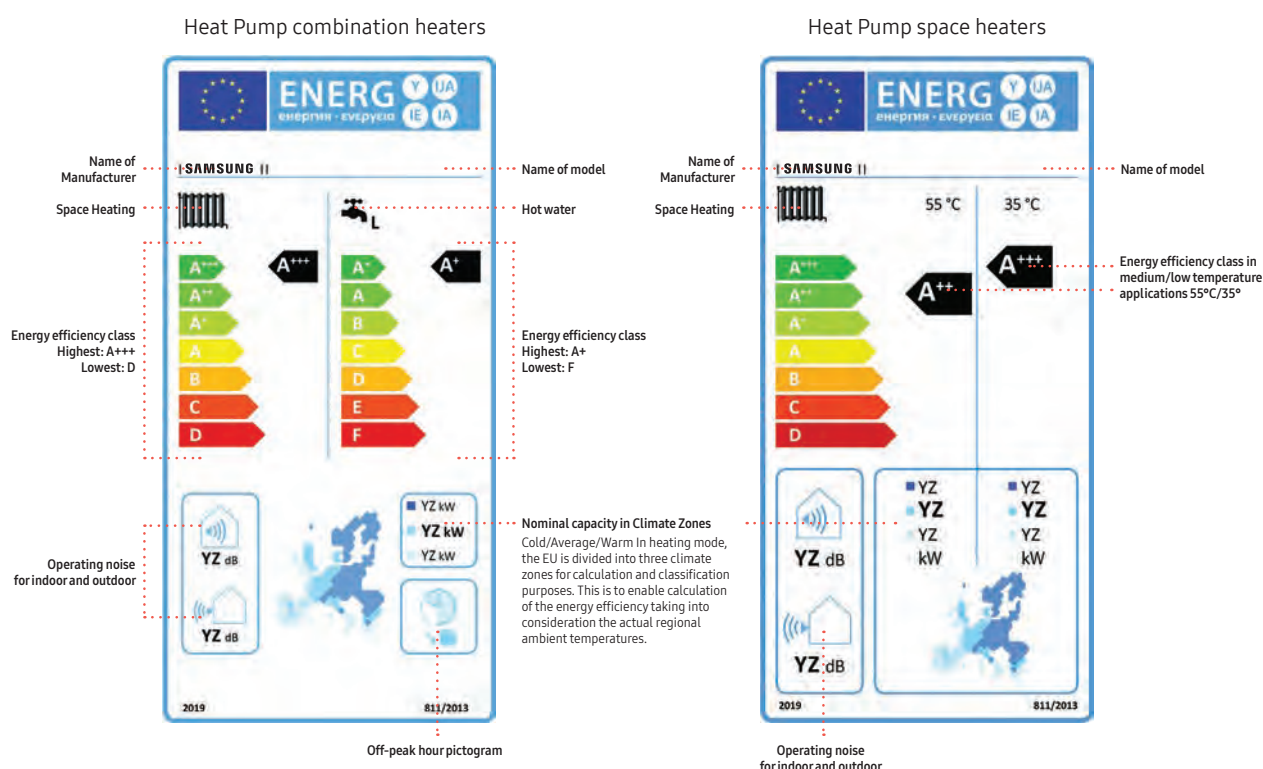 Heat Pump combination heaters
ENERG
енергия · ενεργεια
Y
IJA
IE
IA
Name of
Manufacturer
SAMSUNG
Name of model
Space Heating
Hot water
L
A+++
A++
A+
A
B
C
D
A+++
A+
A
B
C
D
E
F
A+
Energy efficiency class
Highest: A+++
Lowest: D
Energy efficiency class
Highest: A+
Lowest: F
Operating noise
for indoor and outdoor
YZ dB
YZ dB
YZ kW
YZ kW
YZ kW
Nominal capacity in Climate Zones
Cold/Average/Warm In heating mode,
the EU is divided into three climate
zones for calculation and classification
purposes. This is to enable calculation
of the energy efficiency taking into
consideration the actual regional
ambient temperatures.
2019
811/2013
Off-peak hour pictogram
Heat Pump space heaters
ENERG
енергия · ενεργεια
Y
IJA
IE
IA
Name of
Manufacturer
SAMSUNG
Name of model
Space Heating
55 °C
35 °C
A+++
A++
A+
A
B
C
D
A++
A+++
Energy efficiency class in
medium/low temperature
applications 55°C/35°
YZ dB
YZ dB
YZ
YZ
YZ
kW
YZ
YZ
YZ
kW
2019
811/2013
Operating noise
for indoor and outdoor